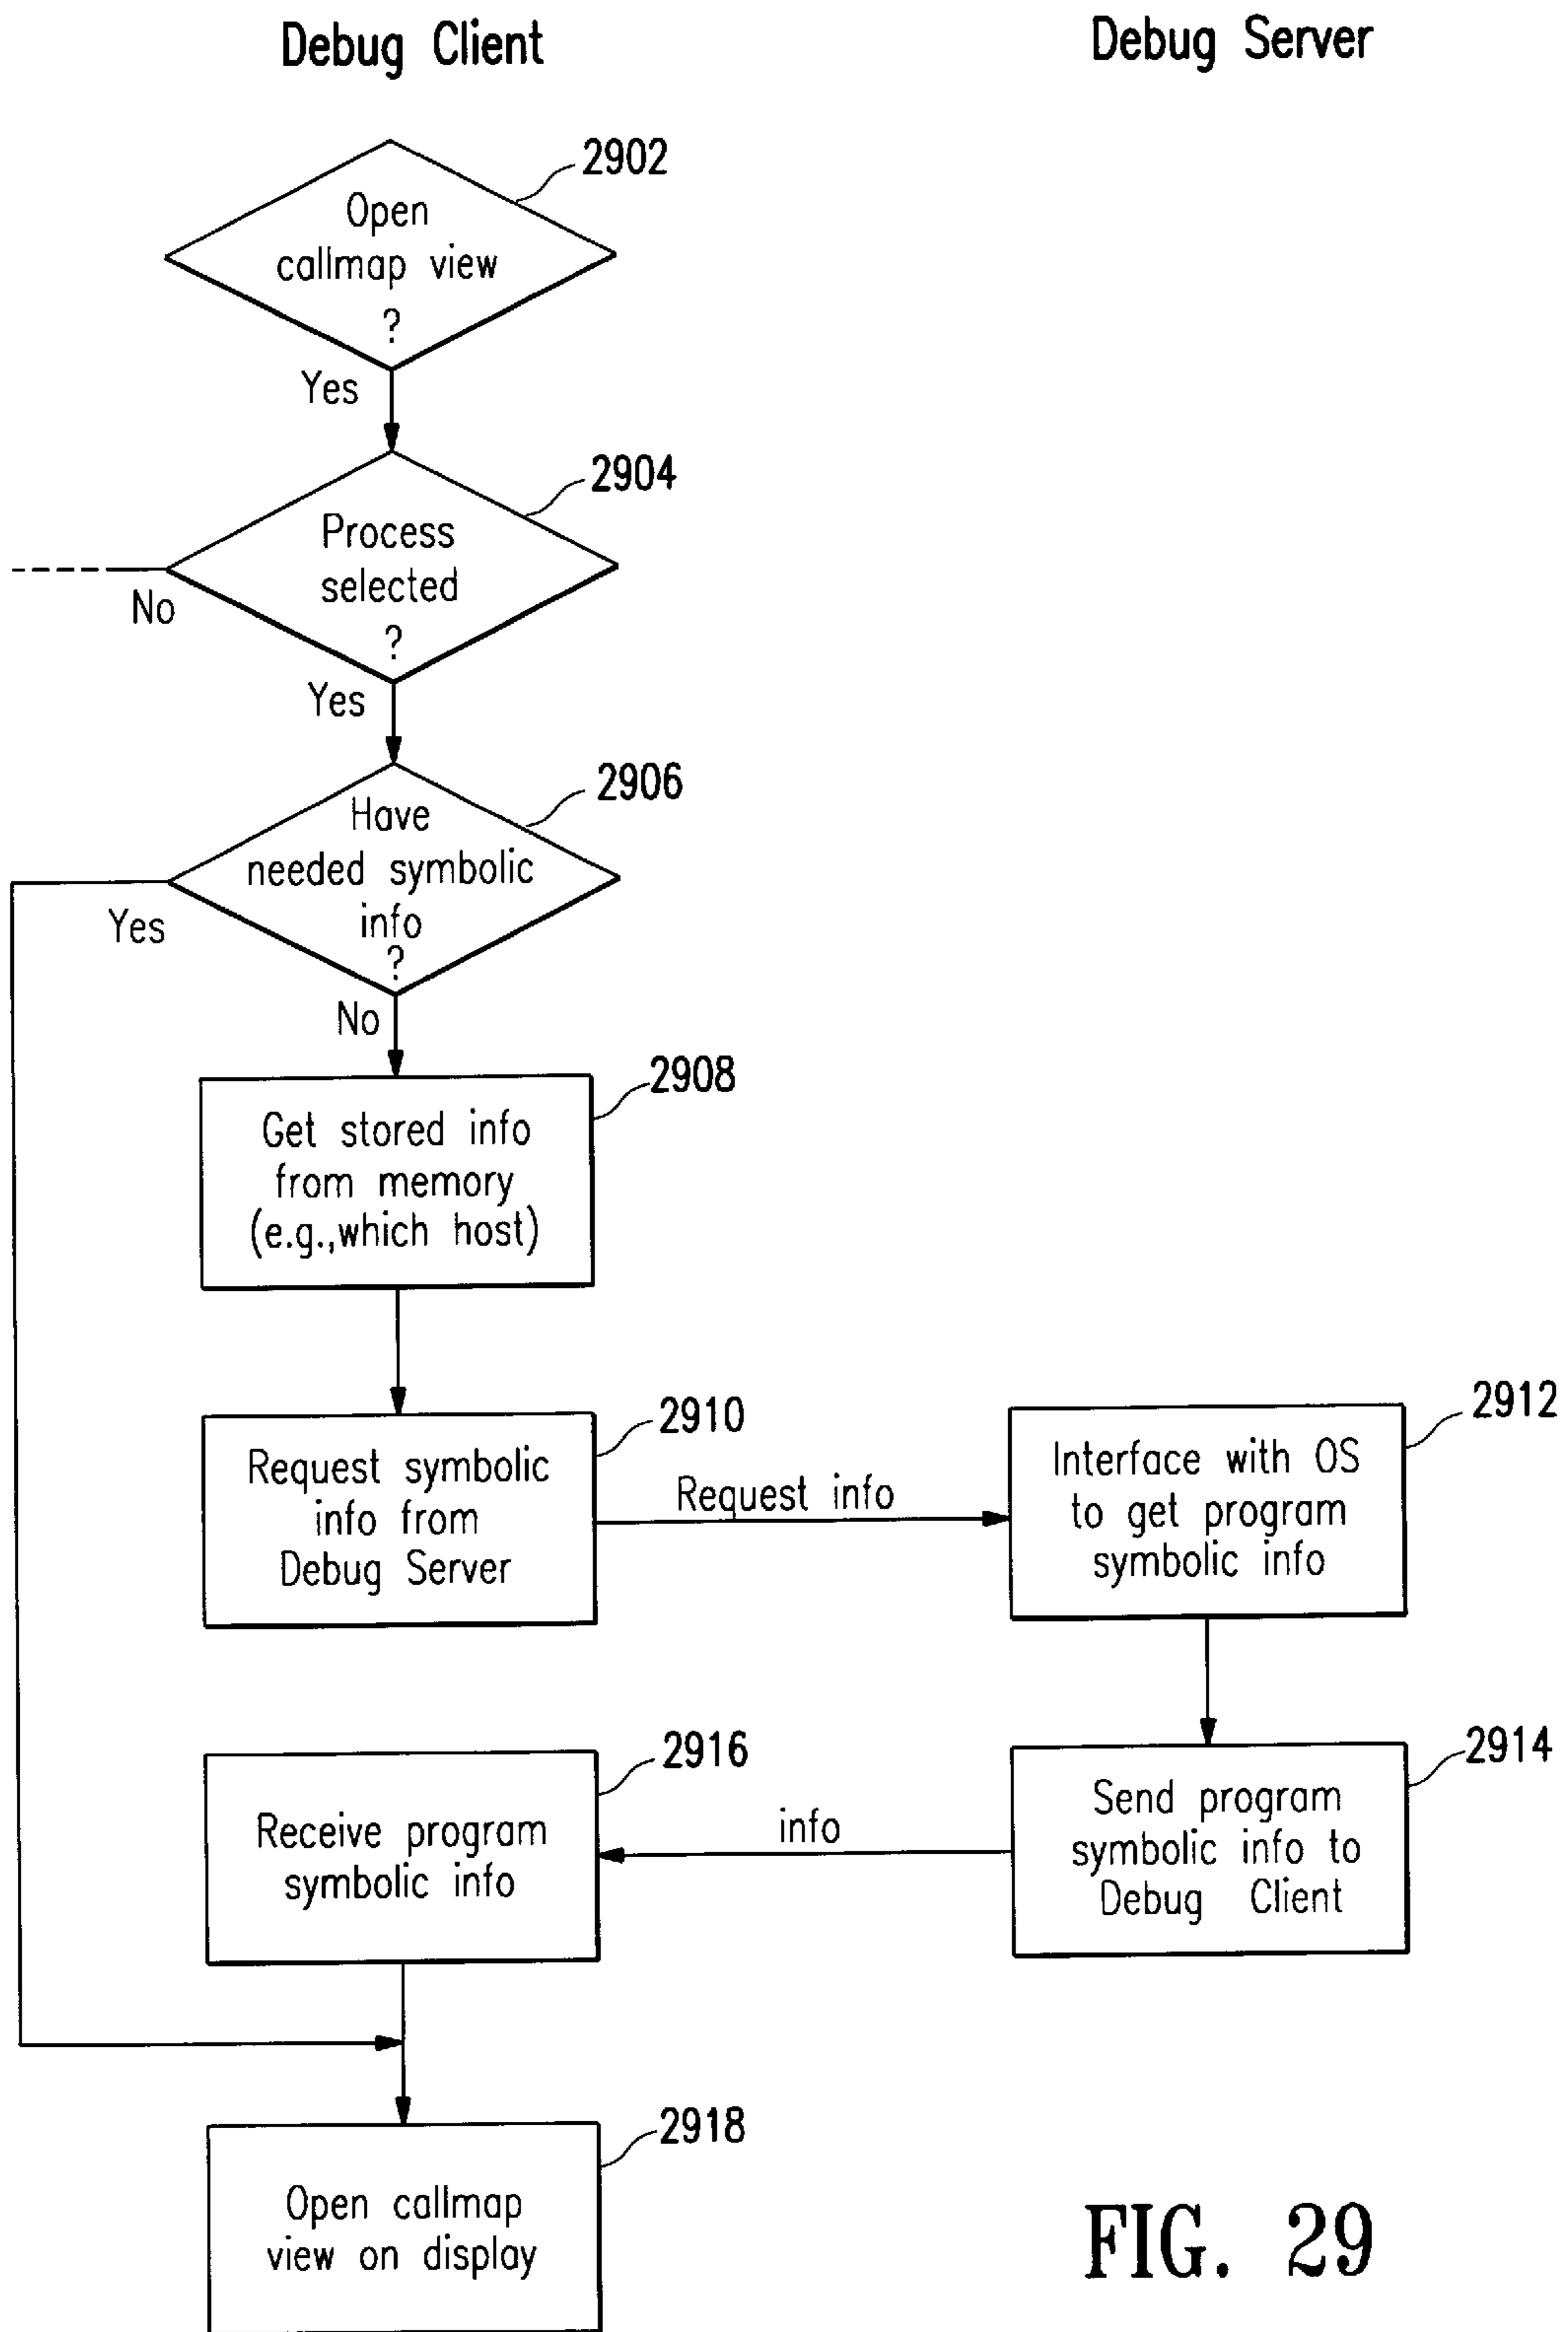 Debug Client
Debug Server
2902
Open
callmap view
?
Yes
2904
Process
selected
?
No
Yes
2906
Have
needed symbolic
info
?
Yes
No
2908
Get stored info
from memory
(e.g.,which host)
2910
Request symbolic
info from
Debug Server
Request info
2912
Interface with OS
to get program
symbolic info
2914
Send program
symbolic info to
Debug Client
info
2916
Receive program
symbolic info
2918
Open callmap
view on display
FIG. 29